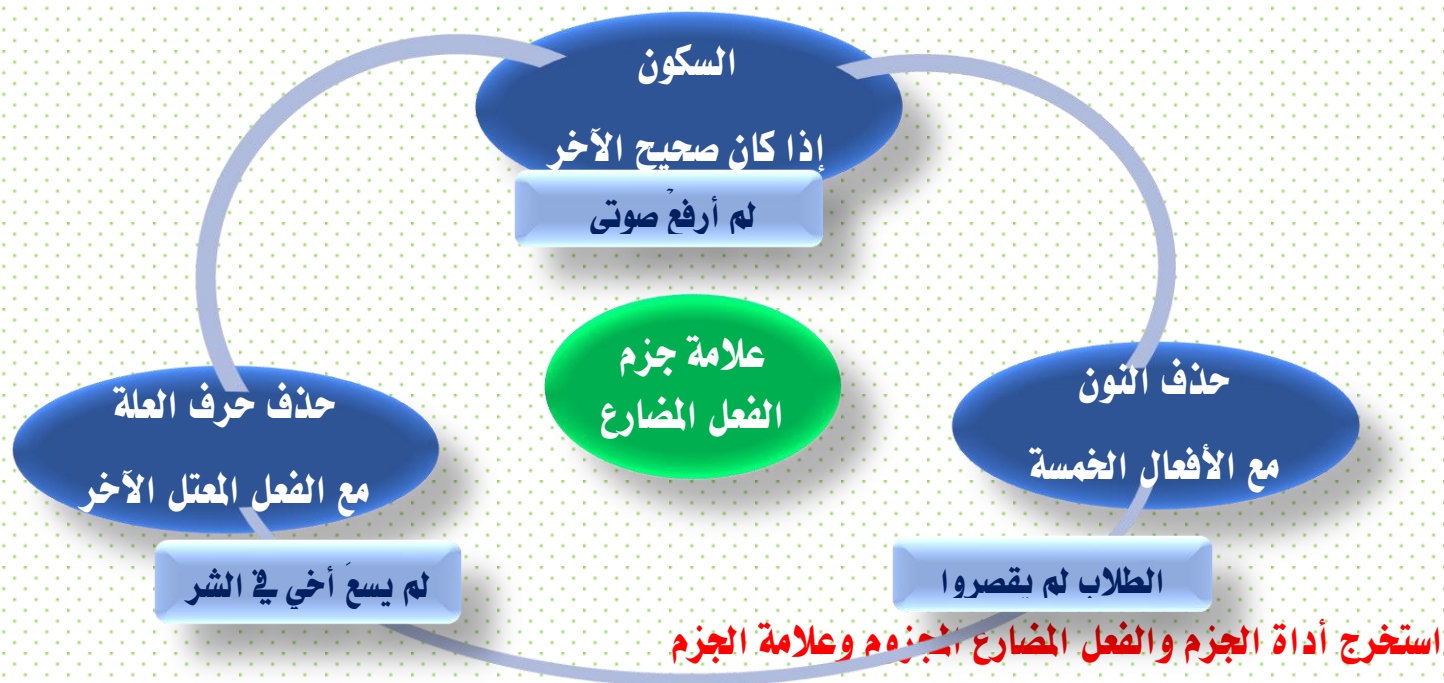 السكون
إذا كان صحيح الآخر
لم أرفعْ صوتى
علامة جزم
الفعل المضارع
حذف النون
مع الأفعال الخمسة
الطلاب لم يقصروا
حذف حرف العلة
مع الفعل المعتل الآخر
لم يسعَ أخي في الشر
استخرج أداة الجزم والفعل المضارع المجزوم وعلامة الجزم